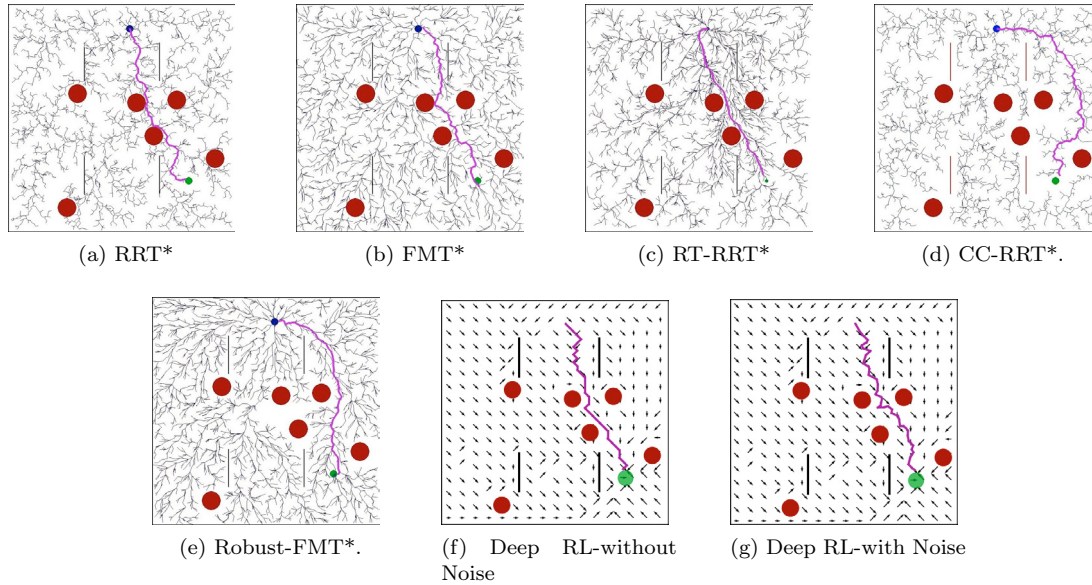 (a) RRT*
(b) FMT*
(c) RT-RRT*
(d) CC-RRT*.
(e) Robust-FMT*.
(f) Deep RL-without
Noise
(g) Deep RL-with Noise